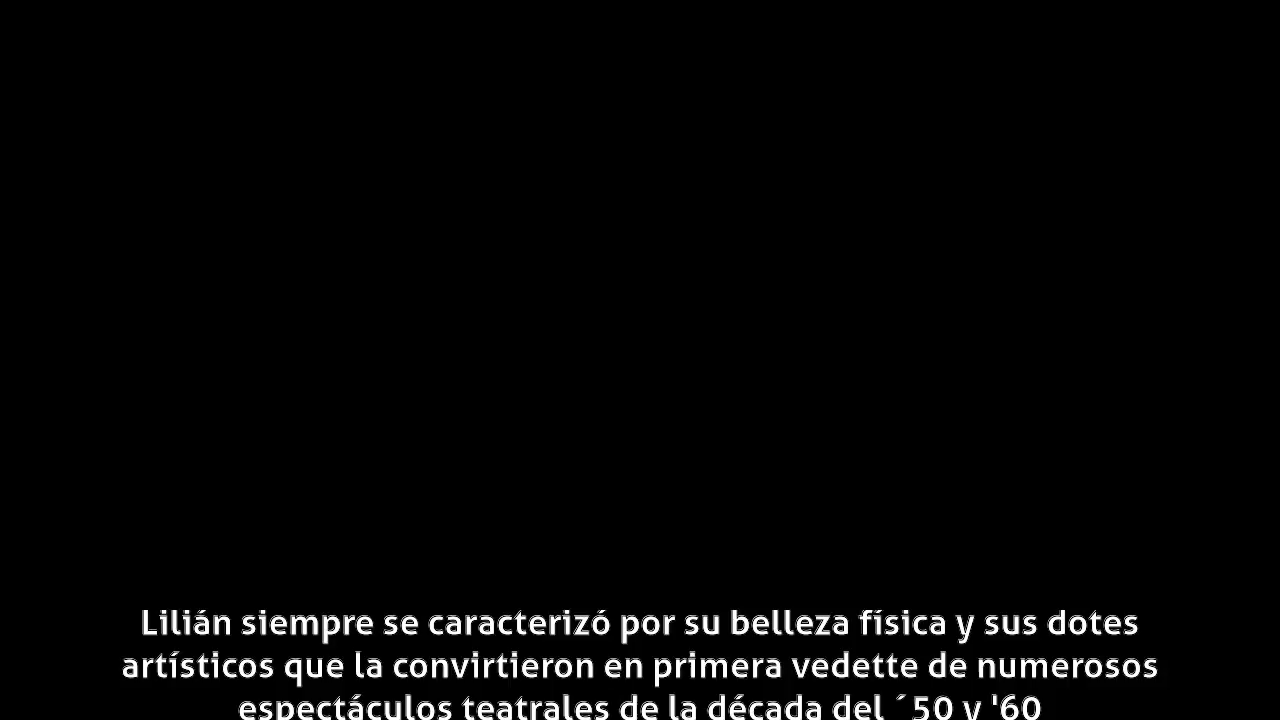 Lilián siempre se caracterizó por su belleza física y sus dotes
artísticos que la convirtieron en primera vedette de numerosos
espectáculos teatrales de la década del ´50 y '60